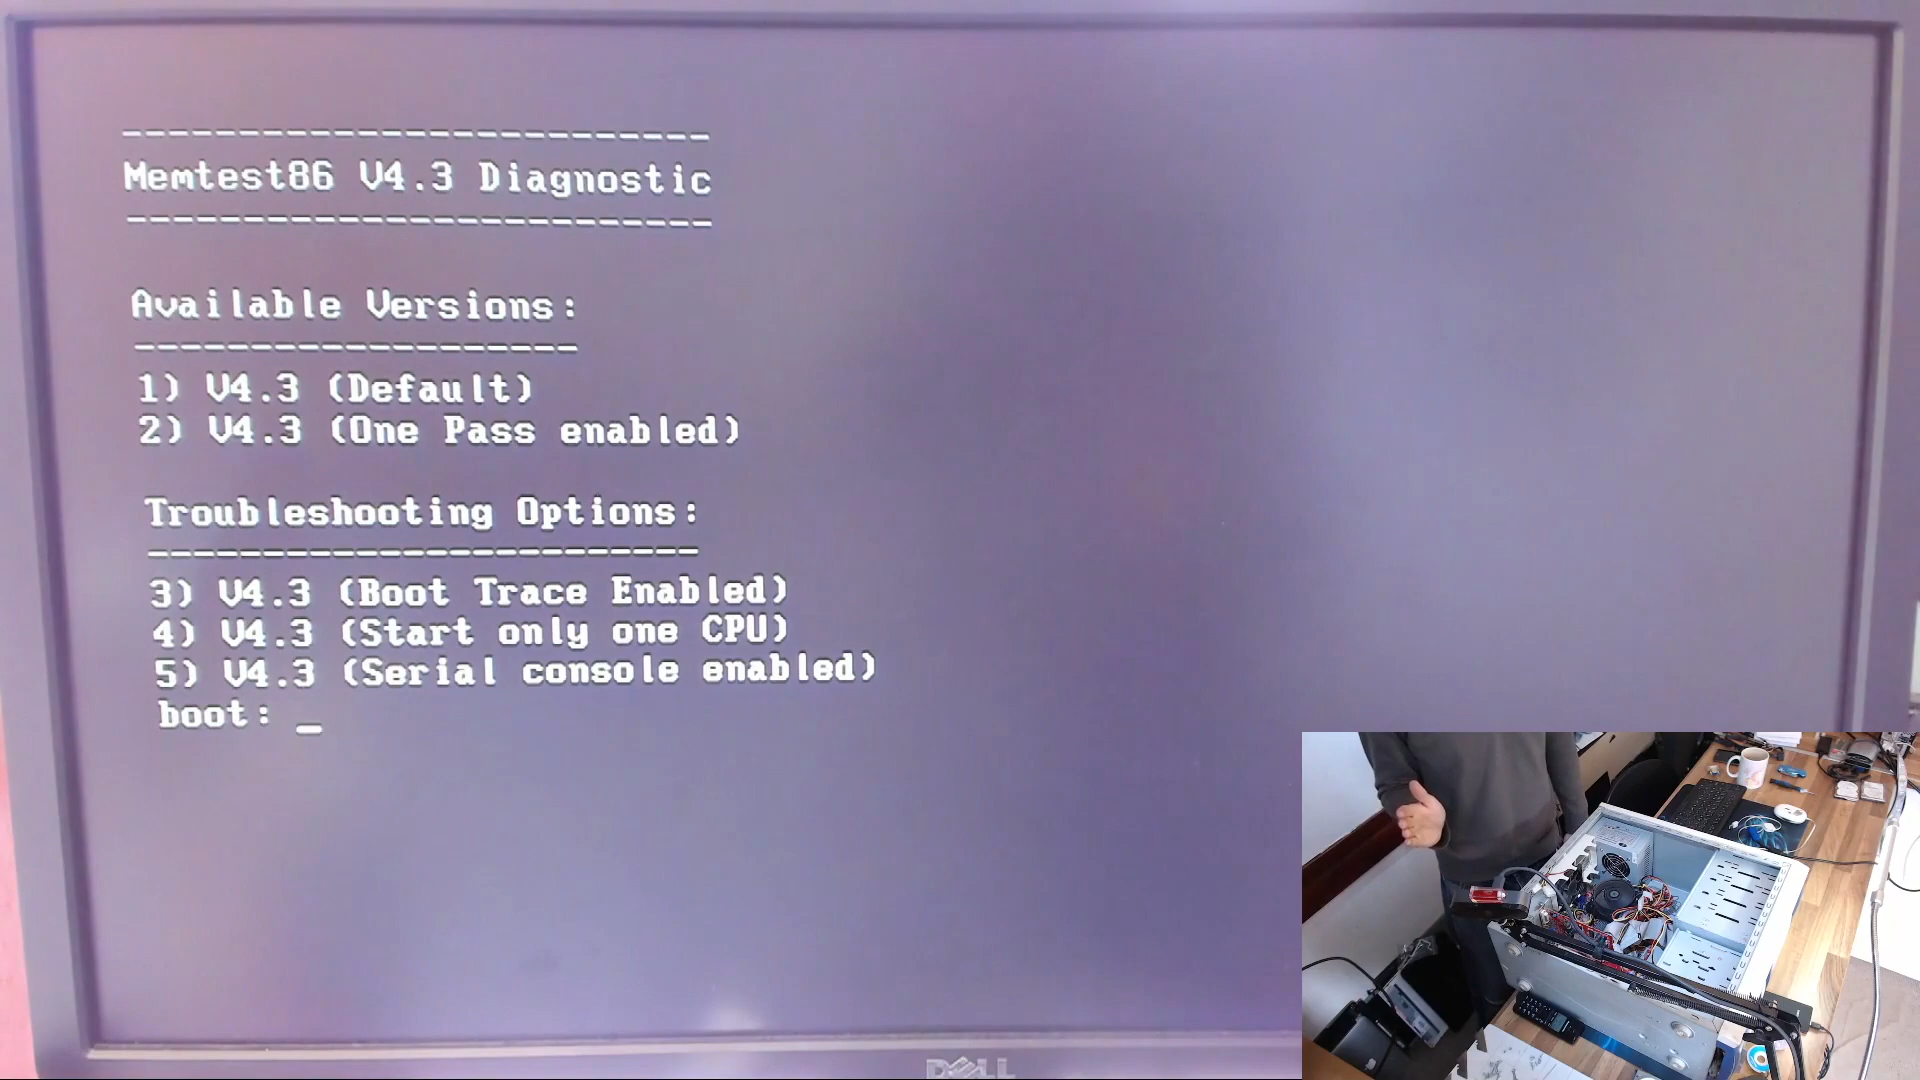 --------------------------
Memtest86 V4.3 Diagnostic
--------------------------
Available Versions:
--------------------
1) V4.3 (Default)
2) V4.3 (One Pass enabled)
Troubleshooting Options:
------------------------
3) V4.3 (Boot Trace Enabled)
4) V4.3 (Start only one CPU)
5) V4.3 (Serial console enabled)
boot: _
DELL